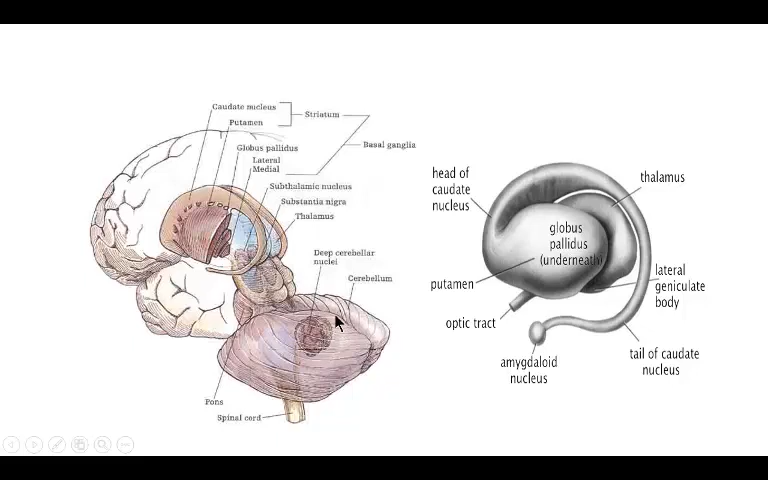 Caudate nucleus
Striatum
Putamen
Basal ganglia
Globus pallidus
Lateral
Medial
Subthalamic nucleus
Substantia nigra
Thalamus
Deep cerebellar
nuclei
Cerebellum
Pons
Spinal cord
head of
caudate
nucleus
thalamus
globus
pallidus
(underneath)
putamen
lateral
geniculate
body
optic tract
amygdaloid
nucleus
tail of caudate
nucleus